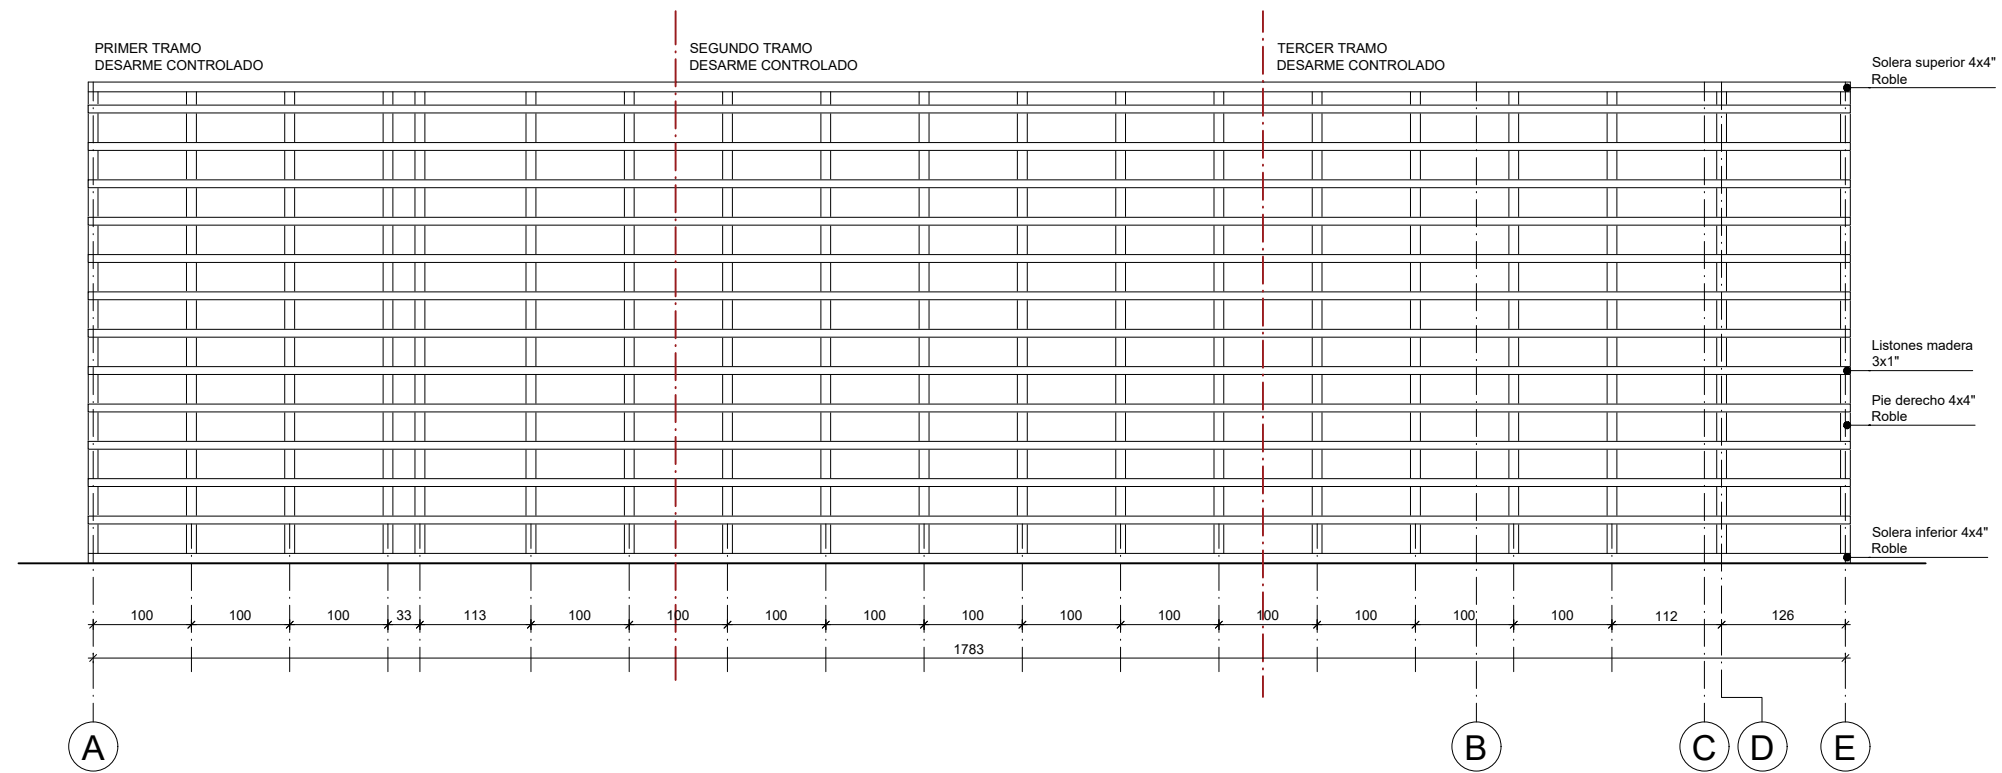 PRIMER TRAMO
DESARME CONTROLADO
SEGUNDO TRAMO
DESARME CONTROLADO
TERCER TRAMO
DESARME CONTROLADO
Solera superior 4x4"
Roble
Listones madera
3x1"
Pie derecho 4x4"
Roble
Solera inferior 4x4"
Roble
100 100 100 33 113 100 100 100 100 100 100 100 100 100 100 100 112 126
1783
A B C D E